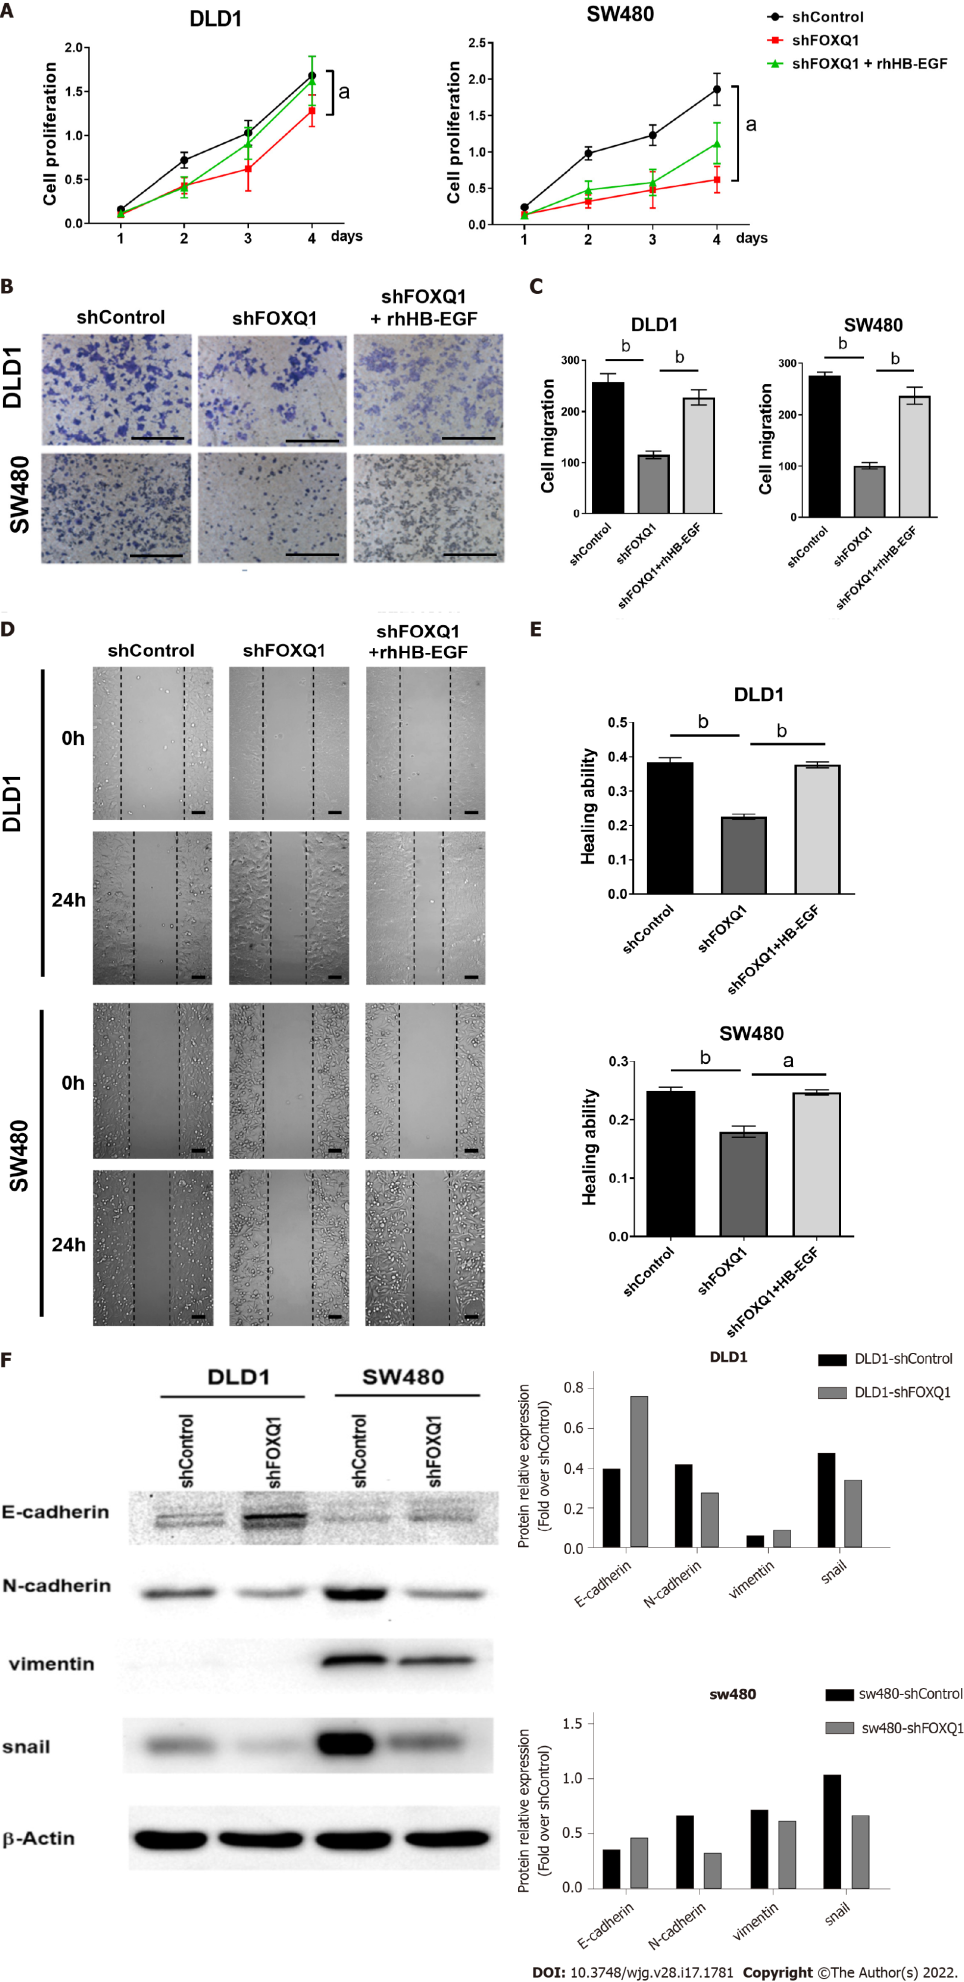 A
DLD1
SW480
shControl
shFOXQ1
shFOXQ1 + rhHB-EGF
Cell proliferation
2.0
1.5
1.0
0.5
0.0
a
1 2 3 4 days
Cell proliferation
2.5
2.0
1.5
1.0
0.5
0.0
a
1 2 3 4 days
B
shControl
shFOXQ1
shFOXQ1
+ rhHB-EGF
DLD1
SW480
C
DLD1
b
b
Cell migration
300
200
100
0
shControl
shFOXQ1
shFOXQ1+rhHB-EGF
SW480
b
b
Cell migration
300
200
100
0
shControl
shFOXQ1
shFOXQ1+rhHB-EGF
D
shControl
shFOXQ1
shFOXQ1
+rhHB-EGF
DLD1
0h
24h
SW480
0h
24h
E
DLD1
b
b
Healing ability
0.5
0.4
0.3
0.2
0.1
0.0
shControl
shFOXQ1
shFOXQ1+HB-EGF
SW480
b
a
Healing ability
0.3
0.2
0.1
0.0
shControl
shFOXQ1
shFOXQ1+HB-EGF
F
DLD1
SW480
shControl
shFOXQ1
shControl
shFOXQ1
E-cadherin
N-cadherin
vimentin
snail
β-Actin
DLD1
DLD1-shControl
DLD1-shFOXQ1
Protein relative expression
(Fold over shControl)
0.8
0.6
0.4
0.2
0.0
E-cadherin
N-cadherin
vimentin
snail
sw480
sw480-shControl
sw480-shFOXQ1
Protein relative expression
(Fold over shControl)
1.5
1.0
0.5
0.0
E-cadherin
N-cadherin
vimentin
snail
DOI: 10.3748/wjg.v28.i17.1781 Copyright ©The Author(s) 2022.